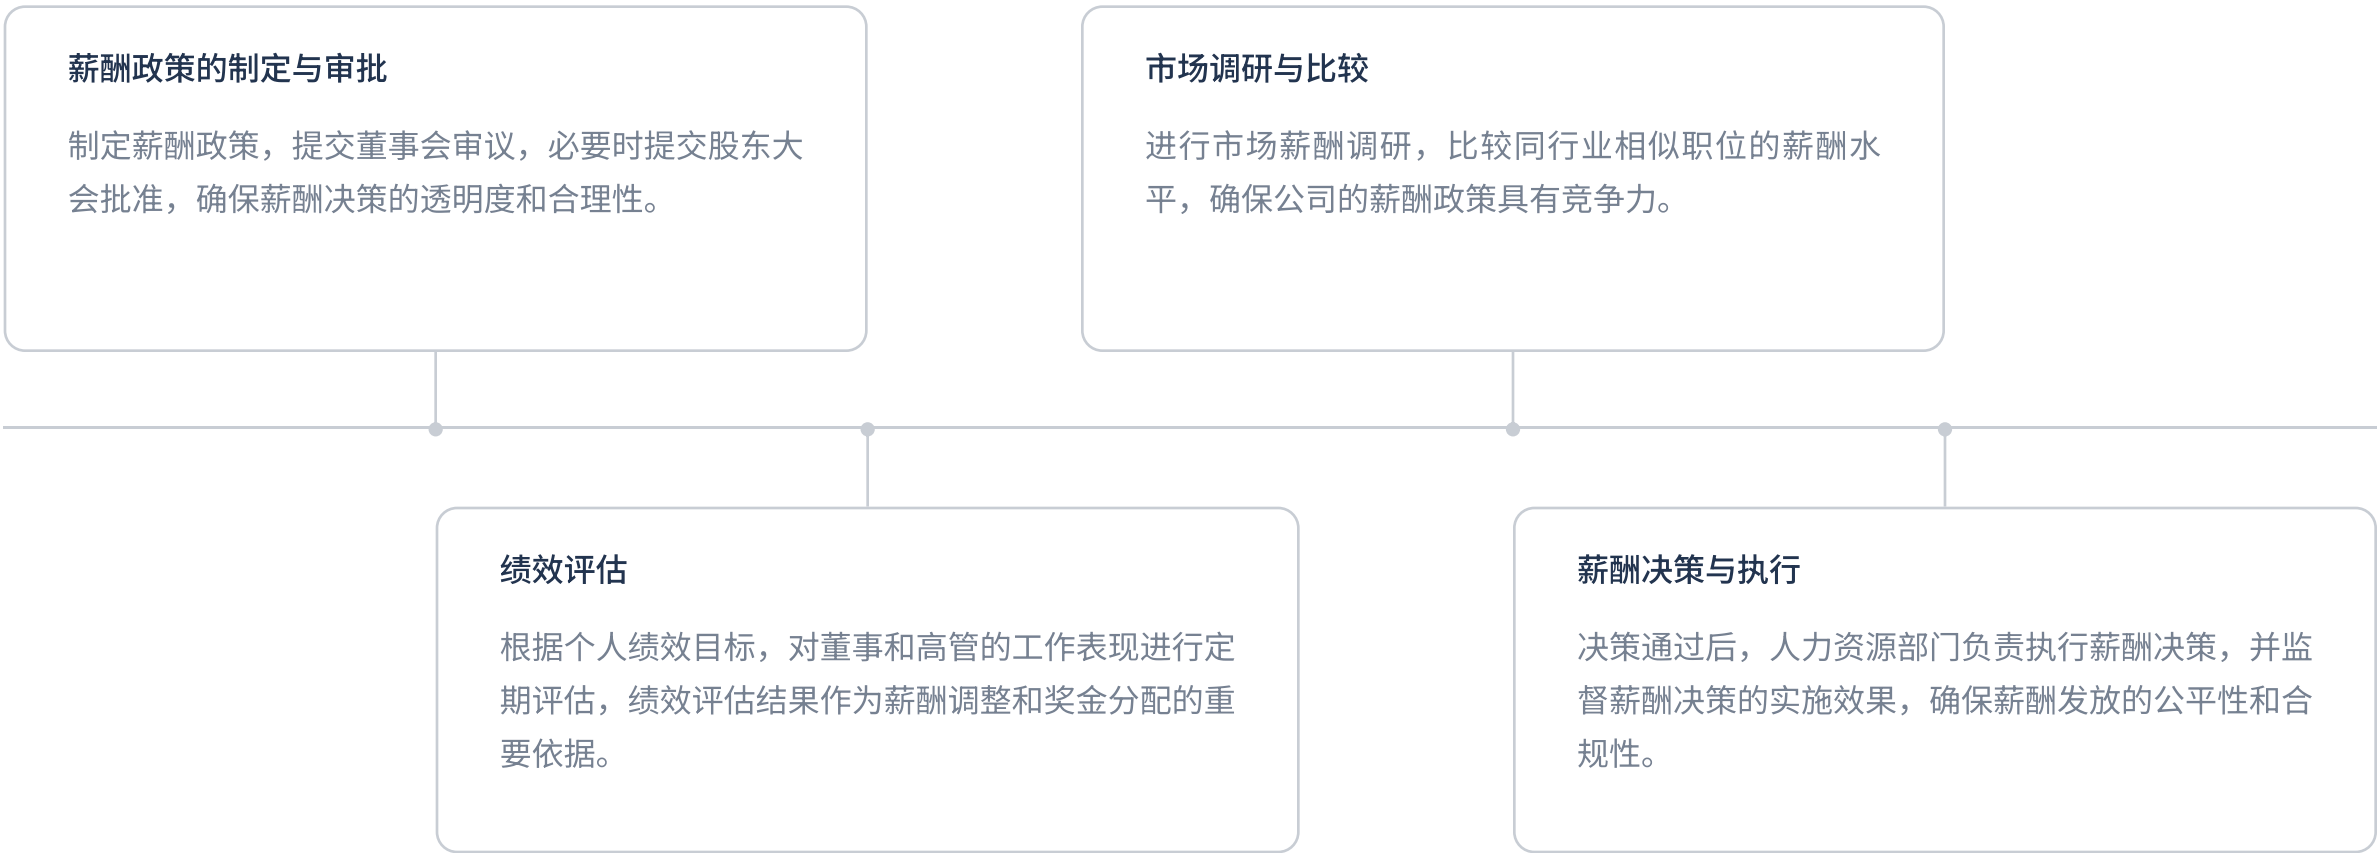 薪酬政策的制定与审批
制定薪酬政策，提交董事会审议，必要时提交股东大
会批准，确保薪酬决策的透明度和合理性。
绩效评估
根据个人绩效目标，对董事和高管的工作表现进行定
期评估，绩效评估结果作为薪酬调整和奖金分配的重
要依据。
市场调研与比较
进行市场薪酬调研，比较同行业相似职位的薪酬水
平，确保公司的薪酬政策具有竞争力。
薪酬决策与执行
决策通过后，人力资源部门负责执行薪酬决策，并监
督薪酬决策的实施效果，确保薪酬发放的公平性和合
规性。